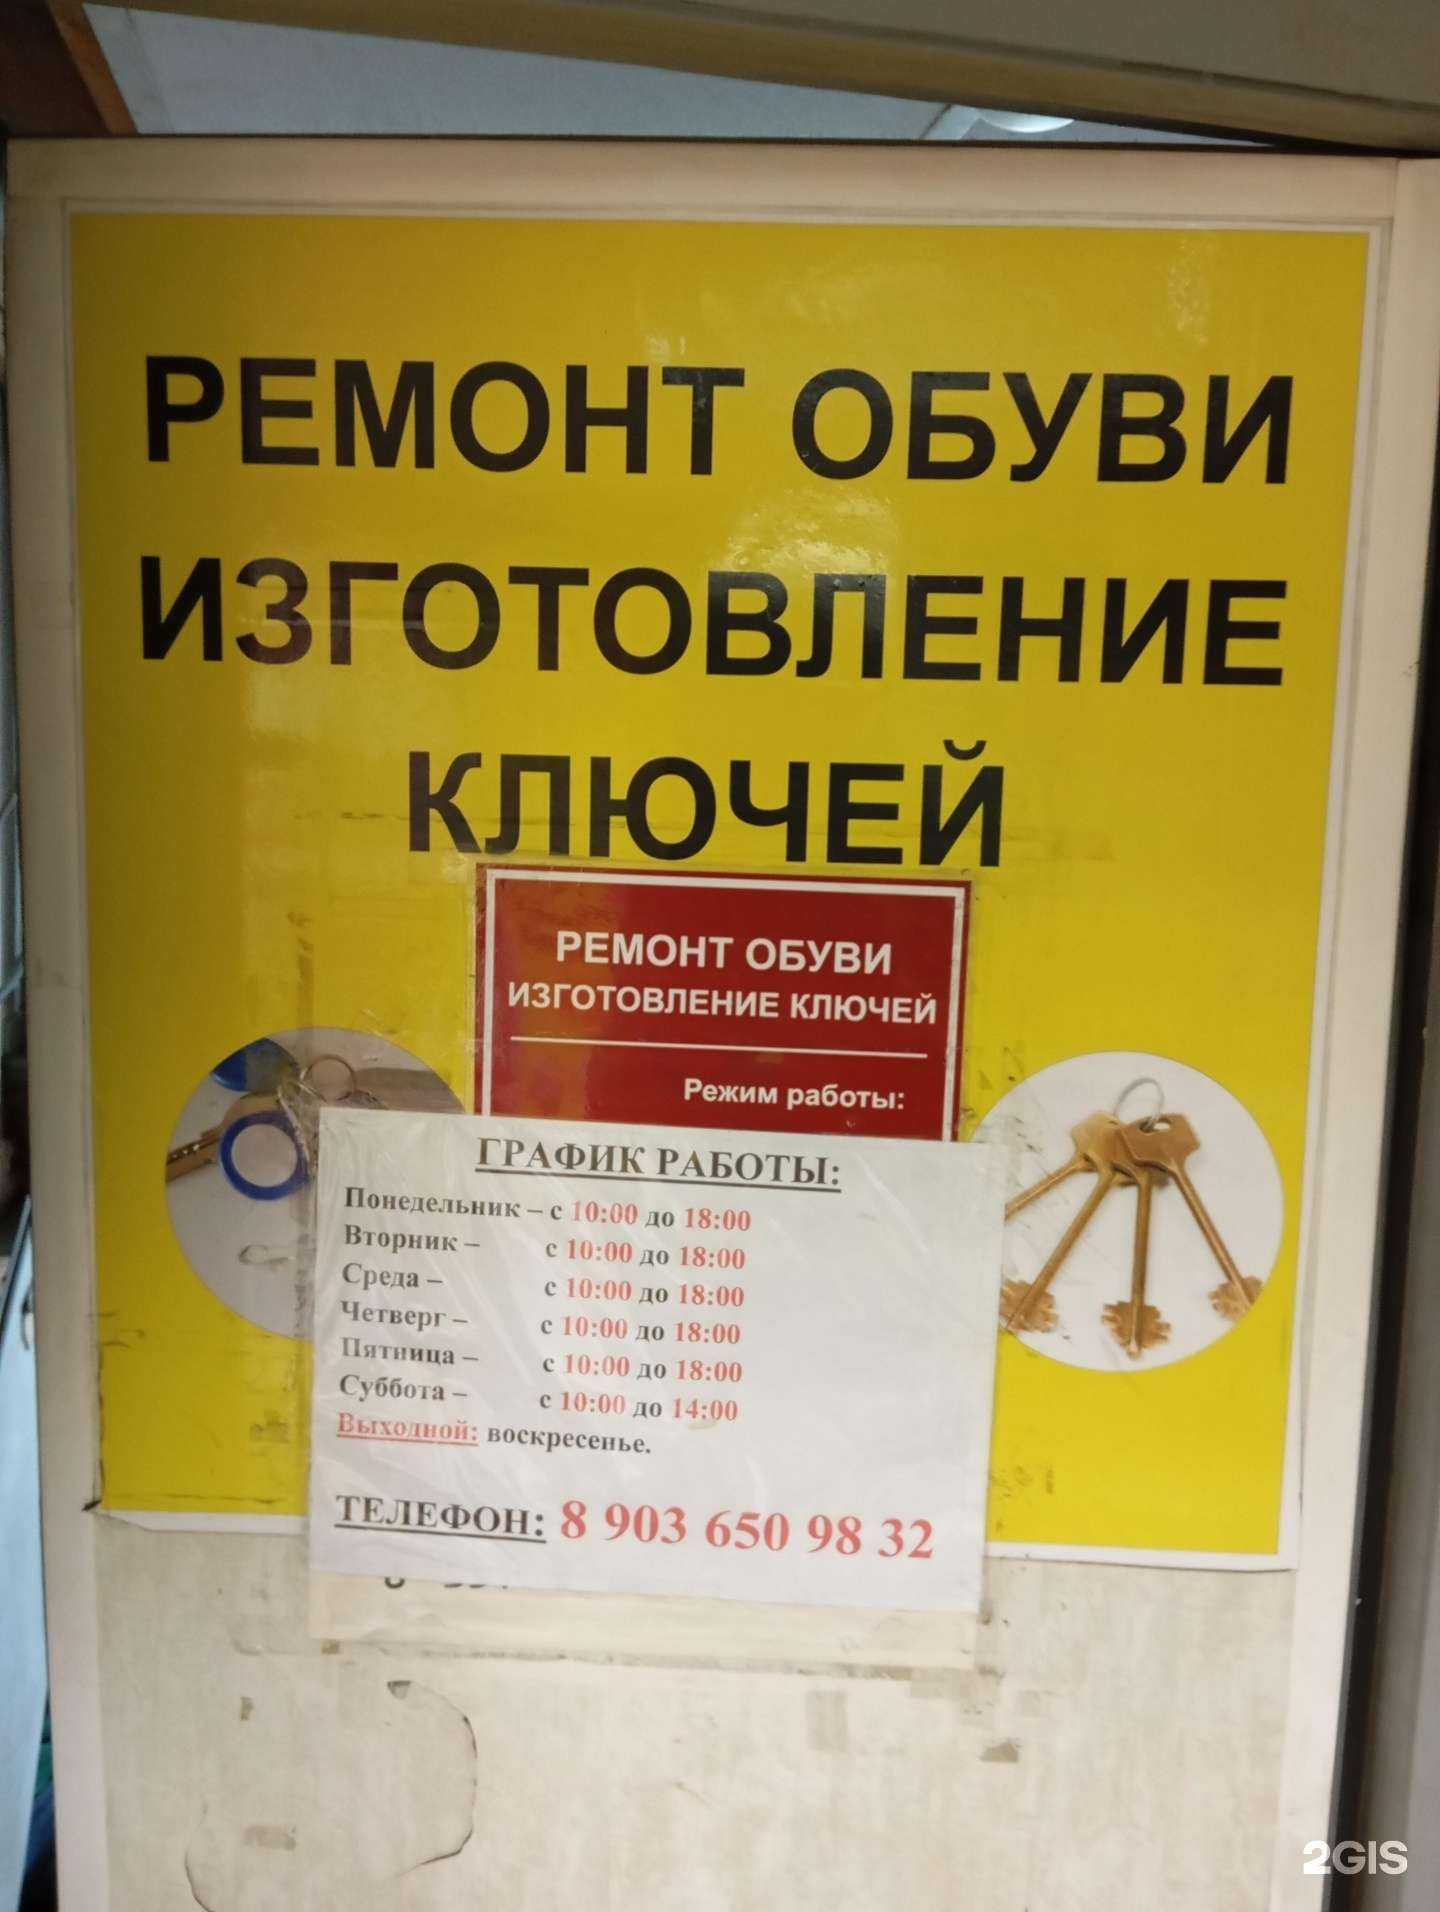 РЕМОНТ ОБУВИ
ИЗГОТОВЛЕНИЕ
КЛЮЧЕЙ
РЕМОНТ ОБУВИ
ИЗГОТОВЛЕНИЕ КЛЮЧЕЙ
Режим работы:
ГРАФИК РАБОТЫ:
Понедельник – с 10:00 до 18:00
Вторник – с 10:00 до 18:00
Среда – с 10:00 до 18:00
Четверг – с 10:00 до 18:00
Пятница – с 10:00 до 18:00
Суббота – с 10:00 до 14:00
Выходной: воскресенье.
ТЕЛЕФОН: 8 903 650 98 32
2GIS